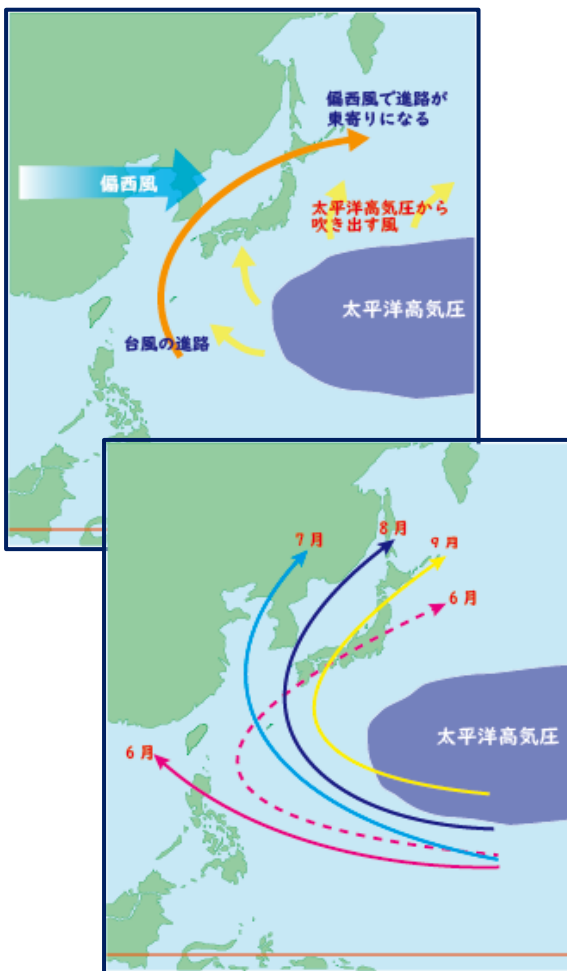 偏西風で進路が
東寄りになる
偏西風
太平洋高気圧から
吹き出す風
太平洋高気圧
台風の進路
7月
8月
9月
6月
太平洋高気圧
6月